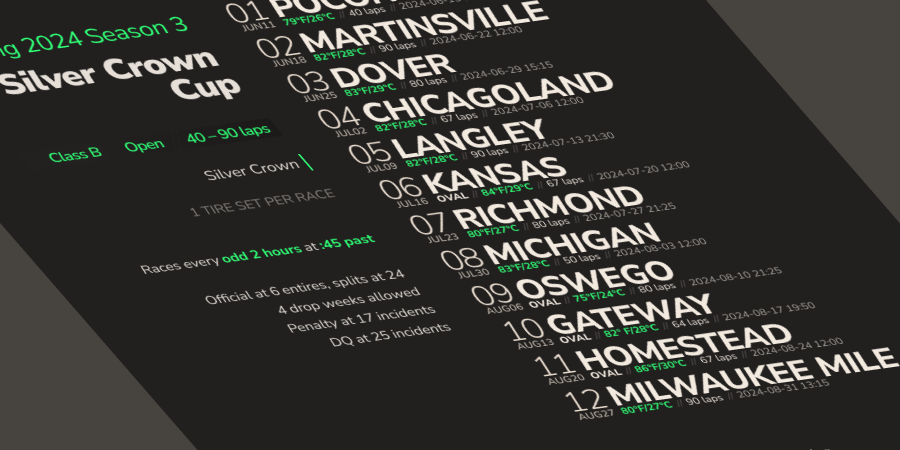 ng 2024 Season 3
Silver Crown
Cup
Class B Open 40–90 laps
Silver Crown
1 TIRE SET PER RACE
Races every odd 2 hours at :45 past
Official at 6 entires, splits at 24
4 drop weeks allowed
Penalty at 17 incidents
DQ at 25 incidents
01
JUN11 79°F/26°C // 40 laps
02 MARTINSVILLE
JUN18 82°F/28°C // 90 laps // 2024-06-22 12:00
03 DOVER
JUN25 83°F/29°C // 80 laps // 2024-06-29 15:15
04 CHICAGOLAND
JUL02 82°F/28°C // 67 laps // 2024-07-06 12:00
05 LANGLEY
JUL09 82°F/28°C // 90 laps // 2024-07-13 21:30
06 KANSAS
JUL16 OVAL // 84°F/29°C // 67 laps // 2024-07-20 12:00
07 RICHMOND
JUL23 80°F/27°C // 80 laps // 2024-07-27 21:25
08 MICHIGAN
JUL30 83°F/28°C // 50 laps // 2024-08-03 12:00
09 OSWEGO
AUG06 OVAL // 75°F/24°C // 80 laps // 2024-08-10 21:25
10 GATEWAY
AUG13 OVAL // 82° F/28°C // 64 laps // 2024-08-17 19:50
11 HOMESTEAD
AUG20 OVAL // 86°F/30°C // 67 laps // 2024-08-24 12:00
12 MILWAUKEE MILE
AUG27 80°F/27°C // 90 laps // 2024-08-31 13:15